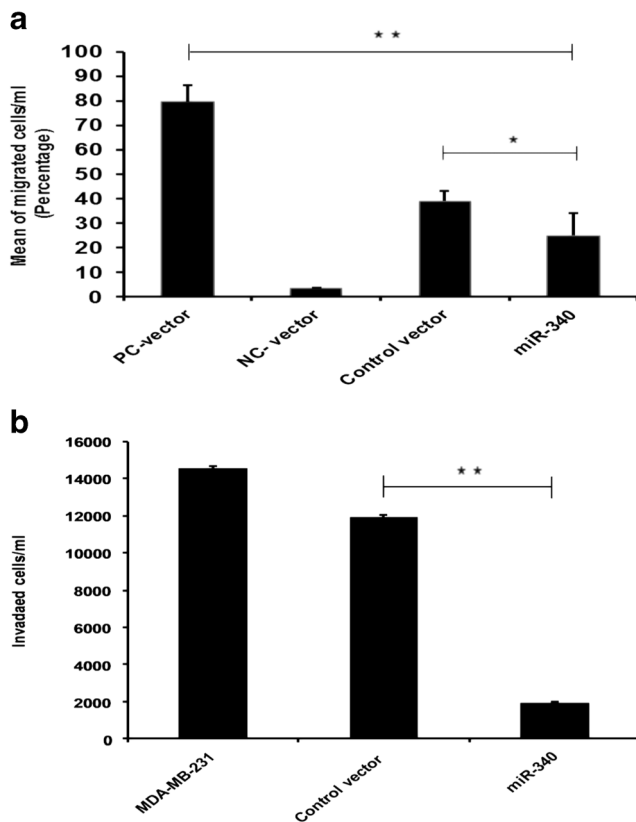 a
Mean of migrated cells/ml
(Percentage)
100
90
80
70
60
50
40
30
20
10
0
★ ★
★
PC-vector
NC- vector
Control vector
miR-340
b
Invadaed cells/ml
16000
14000
12000
10000
8000
6000
4000
2000
0
★ ★
MDA-MB-231
Control vector
miR-340